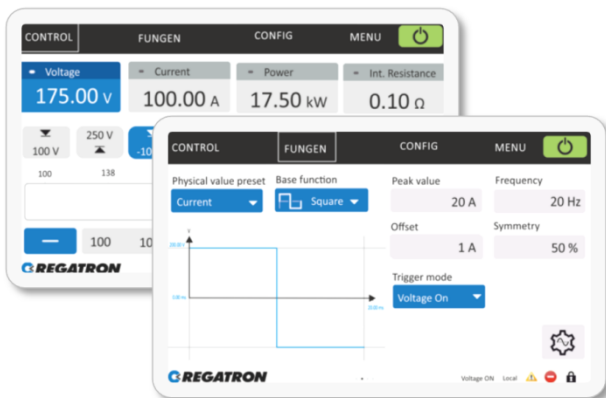 CONTROL FUNGEN CONFIG MENU
Voltage Current Power Int. Resistance
175.00 V 100.00 A 17.50 kW 0.10 Ω
250 V
100 V -10
100 138
100 10
REGATRON
CONTROL FUNGEN CONFIG MENU
Physical value preset Base function Peak value Frequency
Current Square 20 A 20 Hz
Offset Symmetry
1 A 50 %
Trigger mode
Voltage On
REGATRON
Voltage ON Local